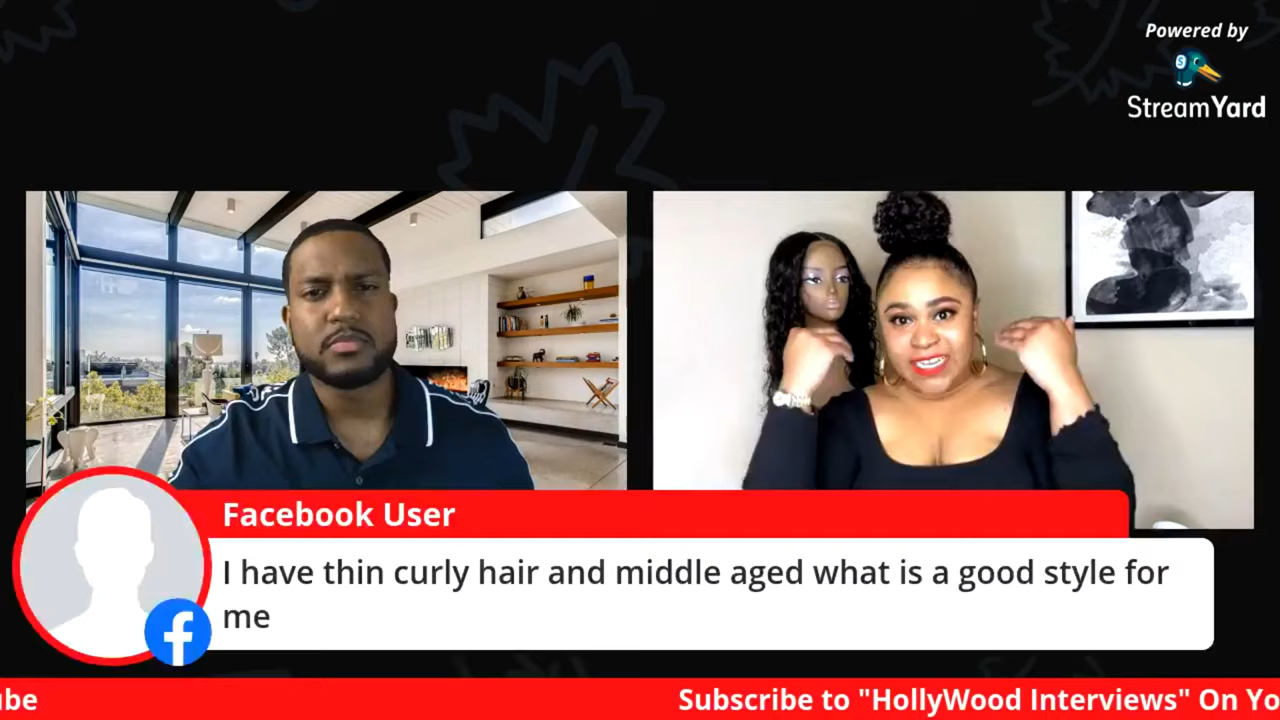 Powered by
StreamYard
Facebook User
I have thin curly hair and middle aged what is a good style for
me
ube
Subscribe to "HollyWood Interviews" On Yo